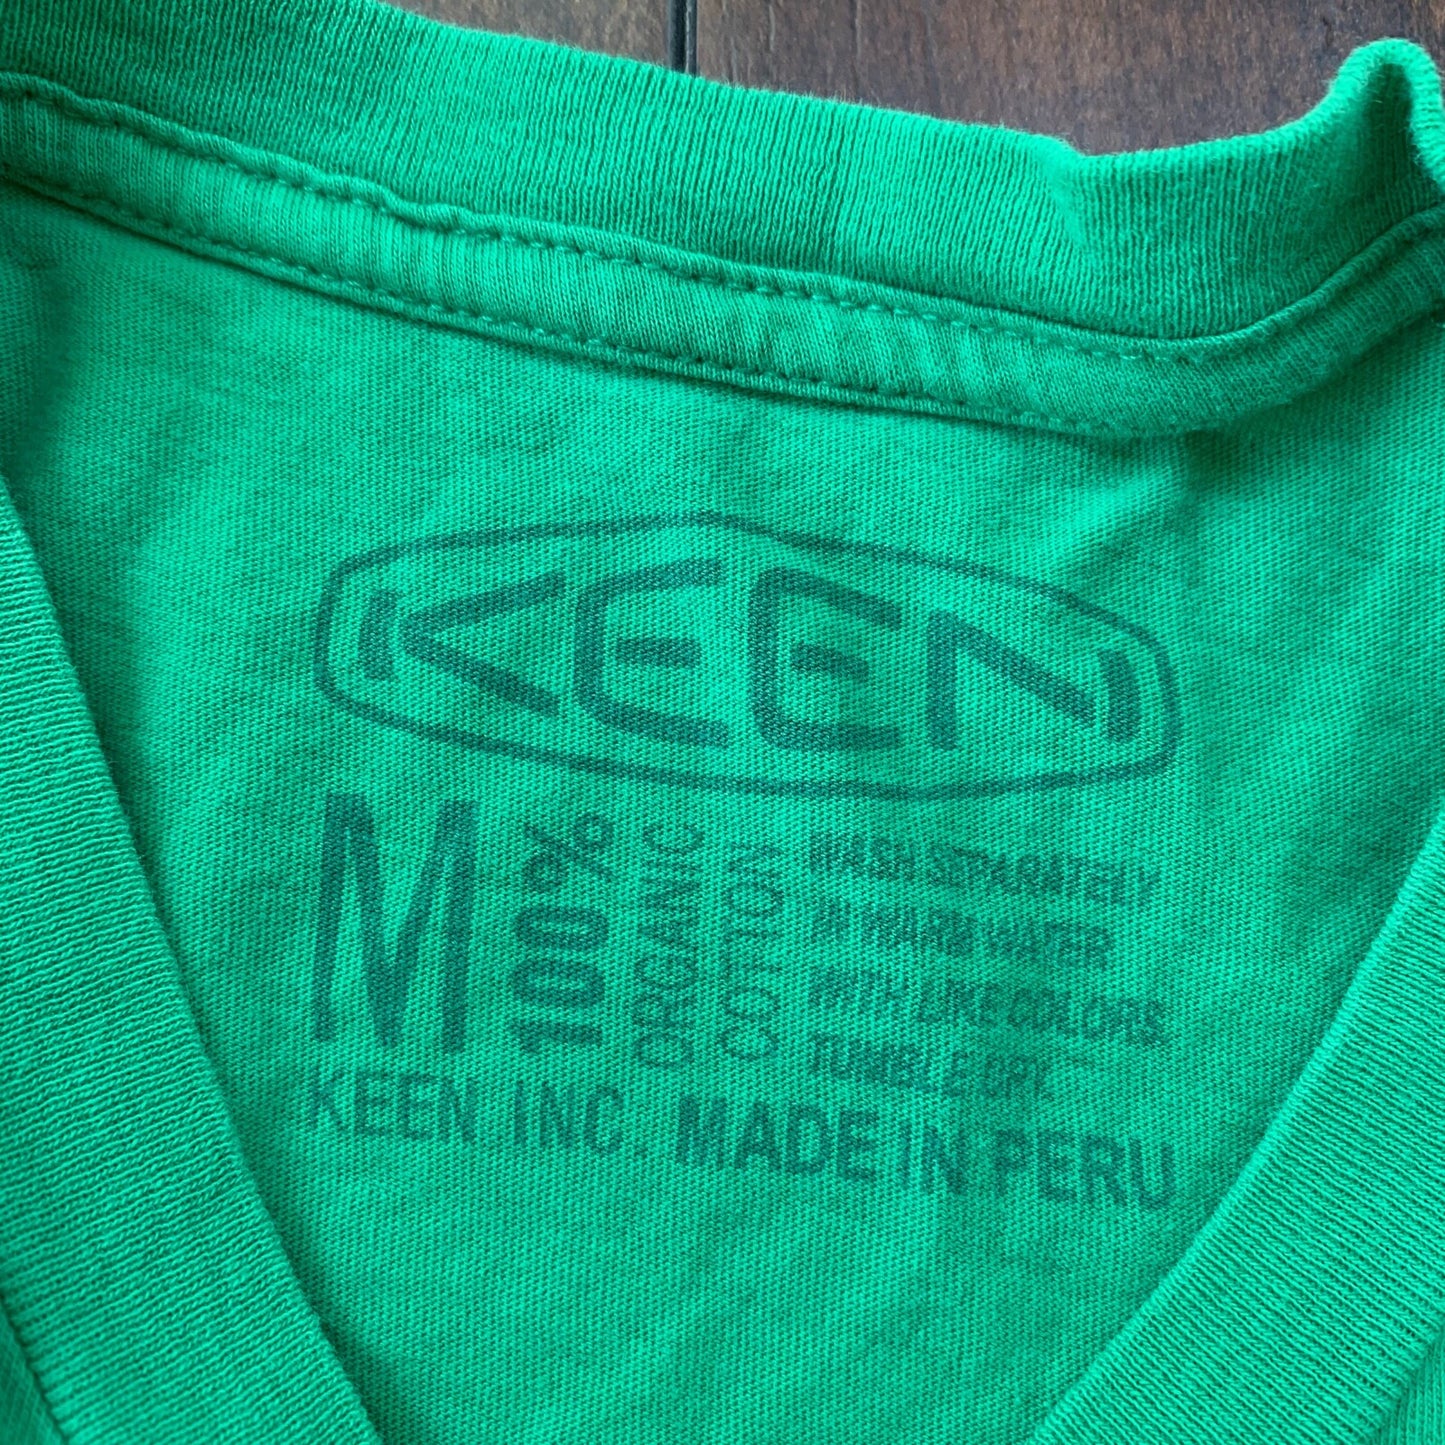 KEEN
M
100%
ORGANIC
COTTON
WASH SEPARATELY
IN WARM WATER
WITH LIKE COLORS
TUMBLE DRY.
KEEN INC. MADE IN PERU